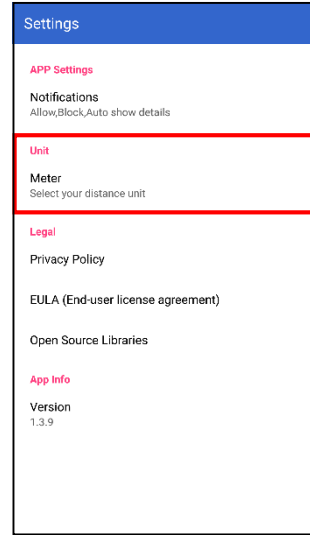 Settings
APP Settings
Notifications
Allow,Block,Auto show details
Unit
Meter
Select your distance unit
Legal
Privacy Policy
EULA (End-user license agreement)
Open Source Libraries
App Info
Version
1.3.9